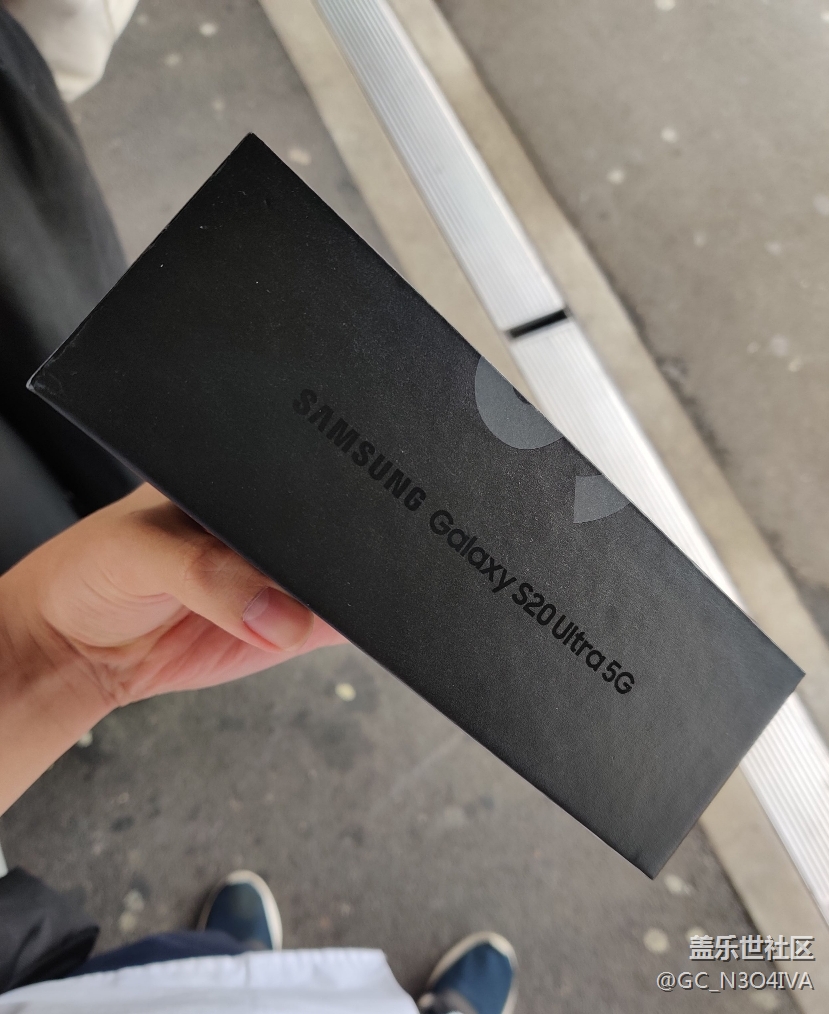 SAMSUNG Galaxy S20 Ultra 5G
盖乐世社区
@GC_N3O4IVA